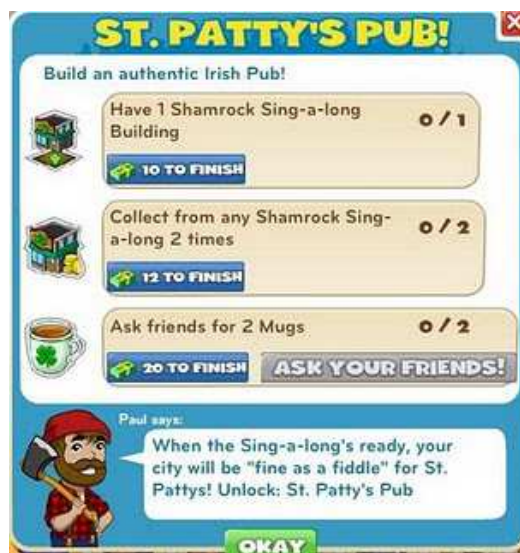 ST. PATTY'S PUB!
Build an authentic Irish Pub!
Have 1 Shamrock Sing-a-long
Building
0 / 1
10 TO FINISH
Collect from any Shamrock Sing-
a-long 2 times
0 / 2
12 TO FINISH
Ask friends for 2 Mugs
0 / 2
20 TO FINISH
ASK YOUR FRIENDS!
Paul says:
When the Sing-a-long's ready, your
city will be "fine as a fiddle" for St.
Pattys! Unlock: St. Patty's Pub
OKAY